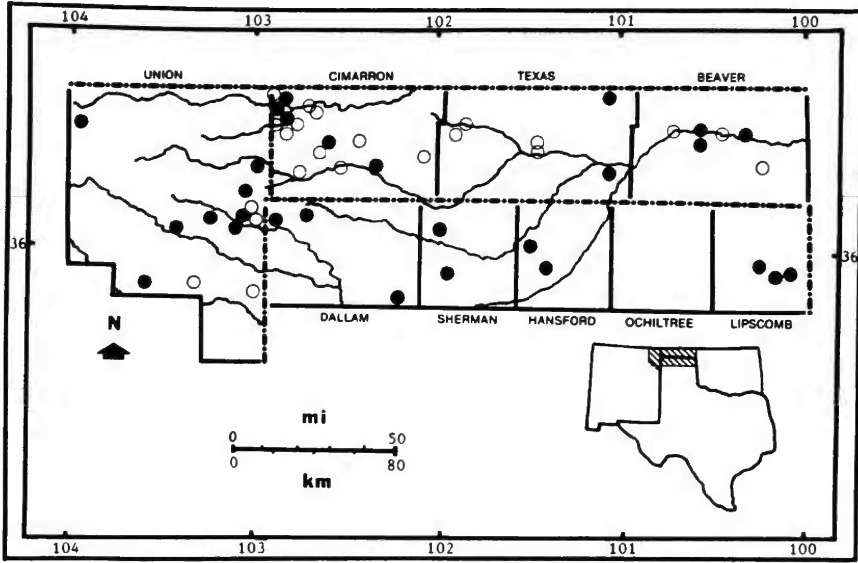 104 103 102 101 100
UNION CIMARRON TEXAS BEAVER
36 36
DALLAM SHERMAN HANSFORD OCHILTREE LIPSCOMB
N
mi
0 50
0 80
km
104 103 102 101 100